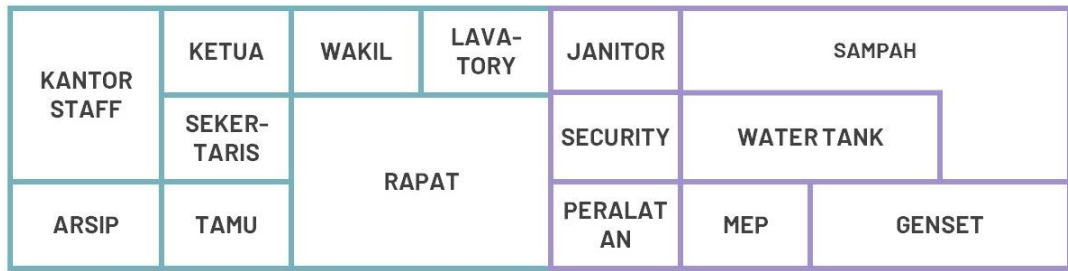 KANTOR
STAFF
KETUA
WAKIL
LAVA-
TORY
JANITOR
SAMPAH
SEKER-
TARIS
RAPAT
SECURITY
WATER TANK
ARSIP
TAMU
PERALAT
AN
MEP
GENSET